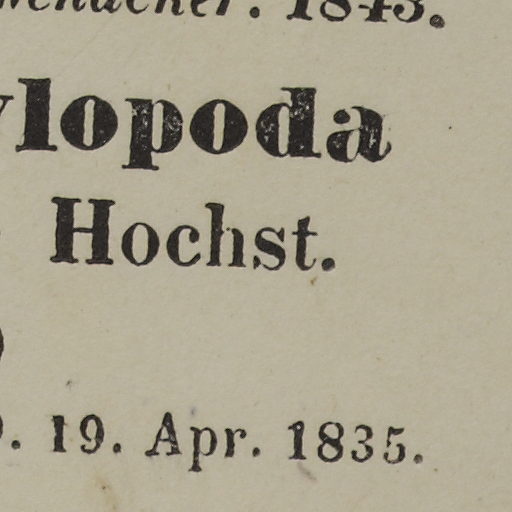 1843.
ylopoda
Hochst.
19. Apr. 1835.